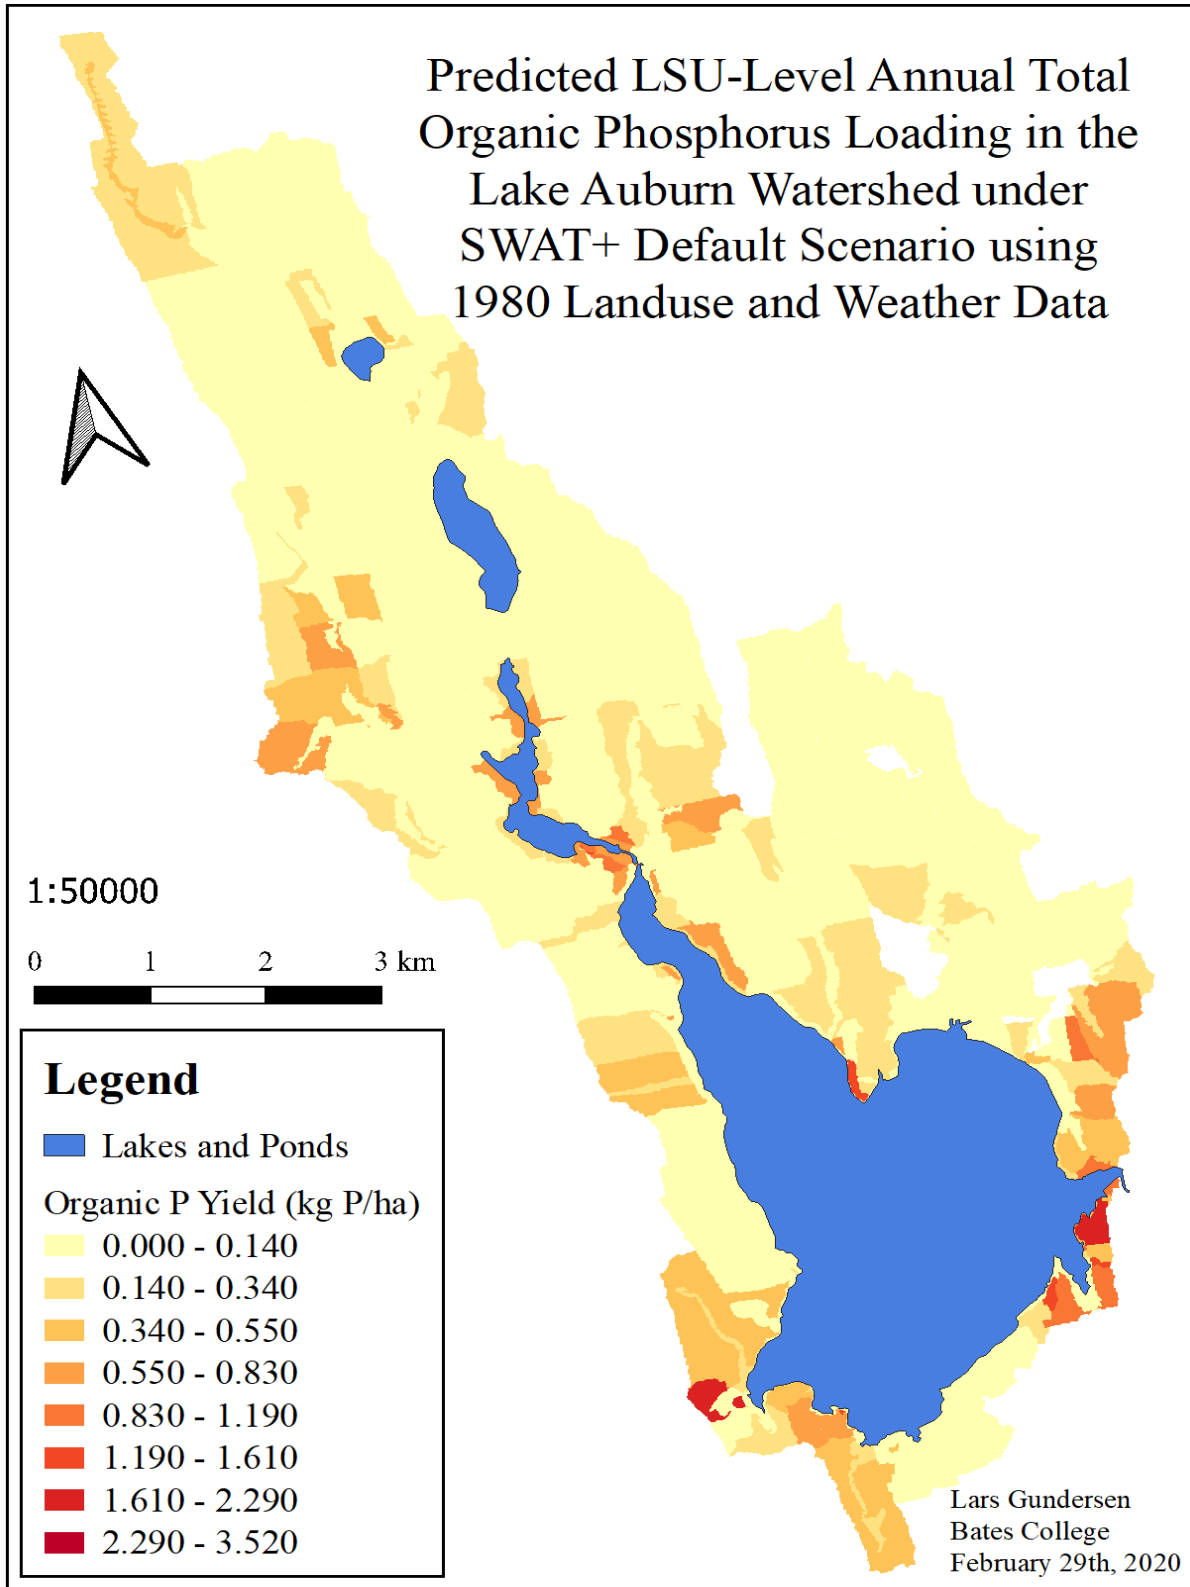 Predicted LSU-Level Annual Total
Organic Phosphorus Loading in the
Lake Auburn Watershed under
SWAT+ Default Scenario using
1980 Landuse and Weather Data
1:50000
0 1 2 3 km
Legend
Lakes and Ponds
Organic P Yield (kg P/ha)
0.000 - 0.140
0.140 - 0.340
0.340 - 0.550
0.550 - 0.830
0.830 - 1.190
1.190 - 1.610
1.610 - 2.290
2.290 - 3.520
Lars Gundersen
Bates College
February 29th, 2020